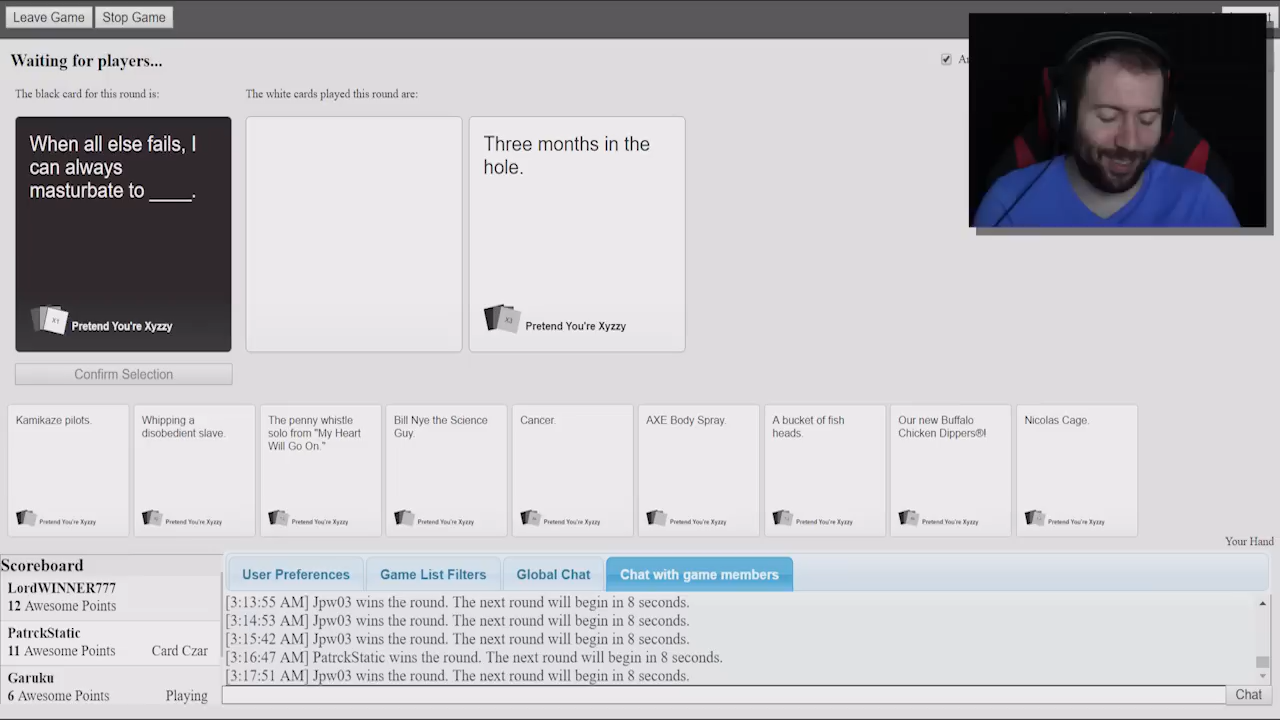 Leave Game
Stop Game
Waiting for players...
The black card for this round is:
The white cards played this round are:
When all else fails, I
can always
masturbate to ____.
Pretend You're Xyzzy
Three months in the
hole.
Pretend You're Xyzzy
Confirm Selection
Kamikaze pilots.
Pretend You're Xyzzy
Whipping a
disobedient slave.
Pretend You're Xyzzy
The penny whistle
solo from "My Heart
Will Go On."
Pretend You're Xyzzy
Bill Nye the Science
Guy.
Pretend You're Xyzzy
Cancer.
Pretend You're Xyzzy
AXE Body Spray.
Pretend You're Xyzzy
A bucket of fish
heads.
Pretend You're Xyzzy
Our new Buffalo
Chicken Dippers®!
Pretend You're Xyzzy
Nicolas Cage.
Pretend You're Xyzzy
Your Hand
Scoreboard
LordWINNER777
12 Awesome Points
PatrckStatic
11 Awesome Points Card Czar
Garuku
6 Awesome Points Playing
User Preferences
Game List Filters
Global Chat
Chat with game members
[3:13:55 AM] Jpw03 wins the round. The next round will begin in 8 seconds.
[3:14:53 AM] Jpw03 wins the round. The next round will begin in 8 seconds.
[3:15:42 AM] Jpw03 wins the round. The next round will begin in 8 seconds.
[3:16:47 AM] PatrckStatic wins the round. The next round will begin in 8 seconds.
[3:17:51 AM] Jpw03 wins the round. The next round will begin in 8 seconds.
Chat